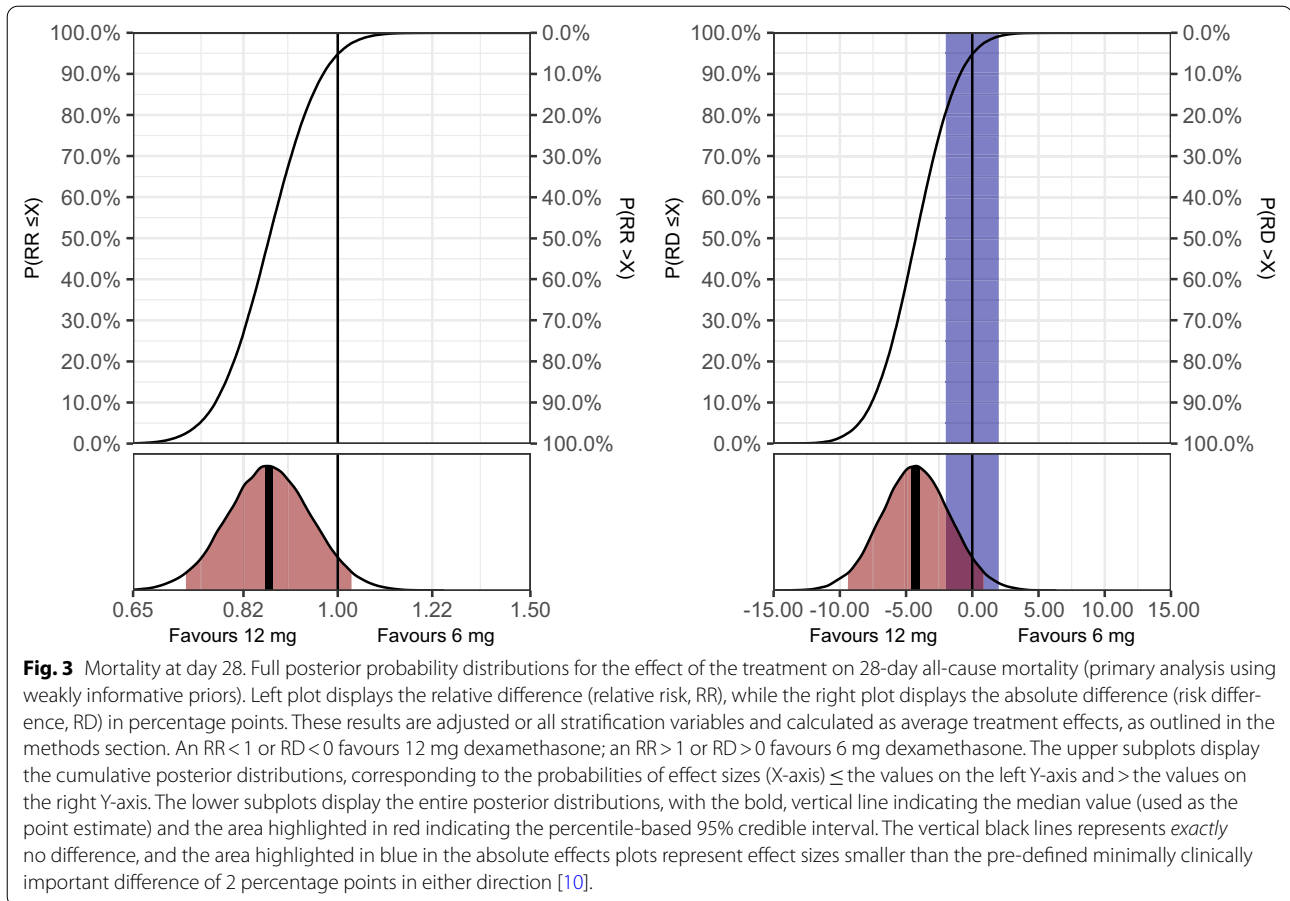 100.0%
90.0%
80.0%
70.0%
60.0%
50.0%
40.0%
30.0%
20.0%
10.0%
0.0%
P(RR ≤X)
0.0%
10.0%
20.0%
30.0%
40.0%
50.0%
60.0%
70.0%
80.0%
90.0%
100.0%
P(RR >X)
0.65 0.82 1.00 1.22 1.50
Favours 12 mg Favours 6 mg
100.0%
90.0%
80.0%
70.0%
60.0%
50.0%
40.0%
30.0%
20.0%
10.0%
0.0%
P(RD ≤X)
0.0%
10.0%
20.0%
30.0%
40.0%
50.0%
60.0%
70.0%
80.0%
90.0%
100.0%
P(RD >X)
-15.00 -10.00 -5.00 0.00 5.00 10.00 15.00
Favours 12 mg Favours 6 mg
Fig. 3 Mortality at day 28. Full posterior probability distributions for the effect of the treatment on 28-day all-cause mortality (primary analysis using
weakly informative priors). Left plot displays the relative difference (relative risk, RR), while the right plot displays the absolute difference (risk differ-
ence, RD) in percentage points. These results are adjusted or all stratification variables and calculated as average treatment effects, as outlined in the
methods section. An RR < 1 or RD < 0 favours 12 mg dexamethasone; an RR > 1 or RD > 0 favours 6 mg dexamethasone. The upper subplots display
the cumulative posterior distributions, corresponding to the probabilities of effect sizes (X-axis) ≤ the values on the left Y-axis and > the values on
the right Y-axis. The lower subplots display the entire posterior distributions, with the bold, vertical line indicating the median value (used as the
point estimate) and the area highlighted in red indicating the percentile-based 95% credible interval. The vertical black lines represents exactly
no difference, and the area highlighted in blue in the absolute effects plots represent effect sizes smaller than the pre-defined minimally clinically
important difference of 2 percentage points in either direction [10].